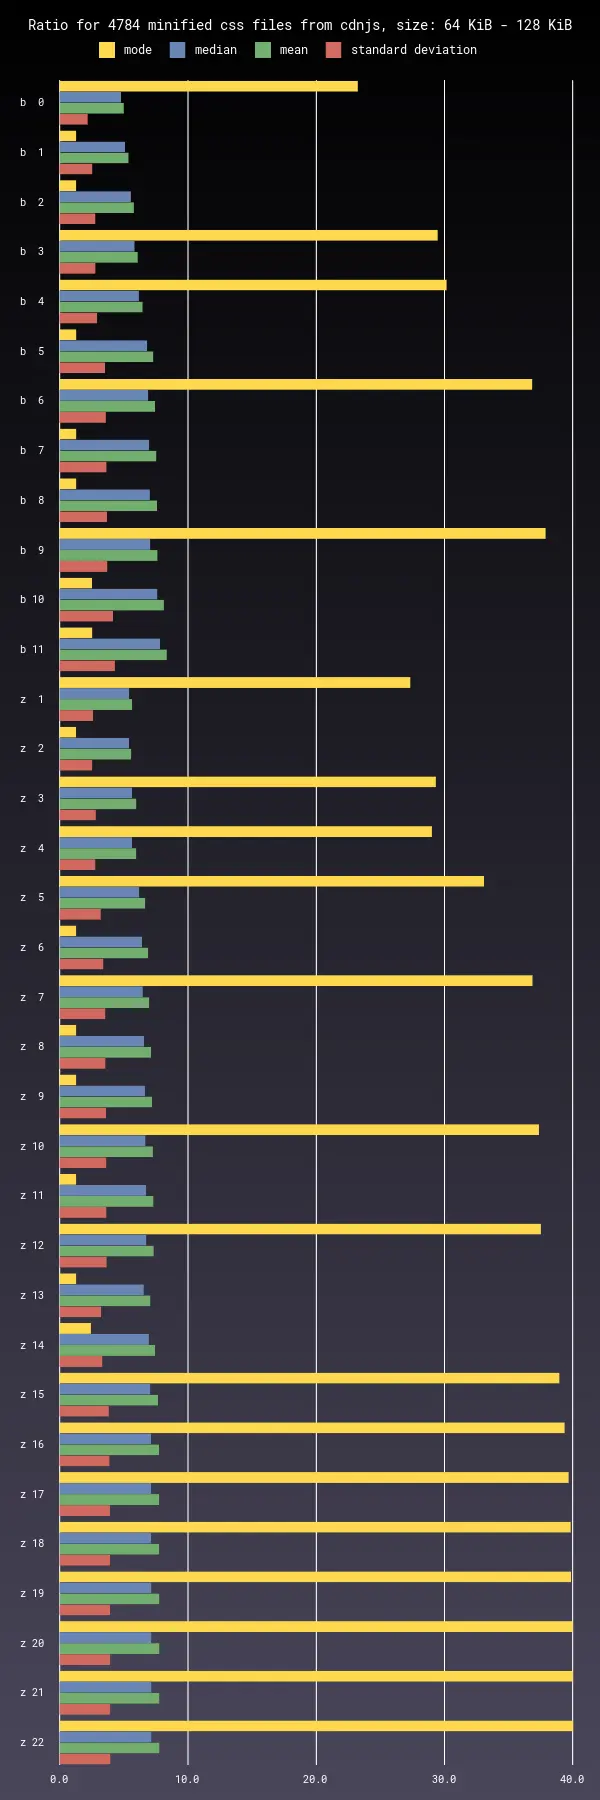 Ratio for 4784 minified css files from cdnjs, size: 64 KiB - 128 KiB
mode median mean standard deviation
b 0
b 1
b 2
b 3
b 4
b 5
b 6
b 7
b 8
b 9
b 10
b 11
z 1
z 2
z 3
z 4
z 5
z 6
z 7
z 8
z 9
z 10
z 11
z 12
z 13
z 14
z 15
z 16
z 17
z 18
z 19
z 20
z 21
z 22
0.0 10.0 20.0 30.0 40.0